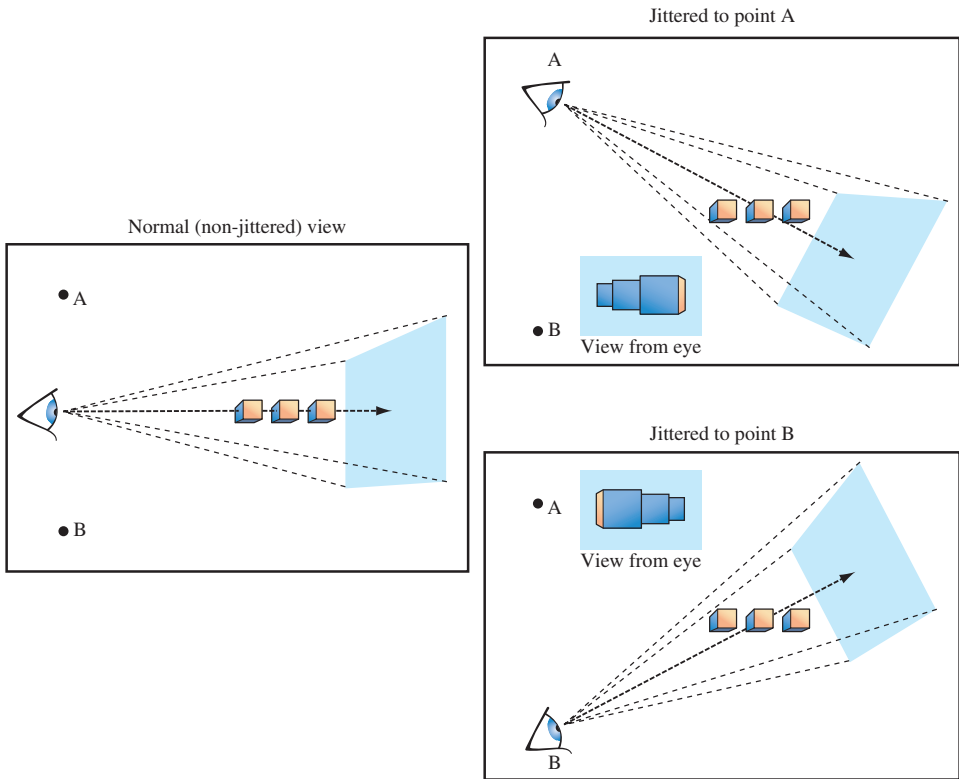 Normal (non-jittered) view
A
B
Jittered to point A
A
B
View from eye
Jittered to point B
A
View from eye
B